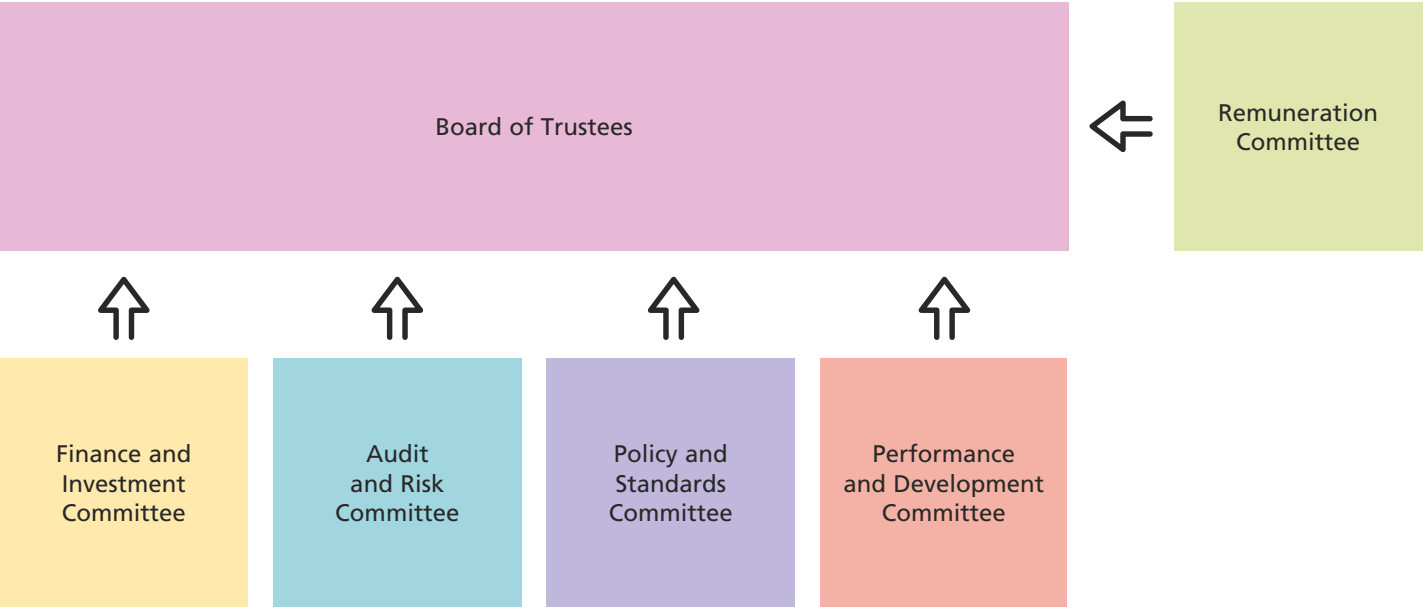 Board of Trustees
Remuneration
Committee
Finance and
Investment
Committee
Audit
and Risk
Committee
Policy and
Standards
Committee
Performance
and Development
Committee